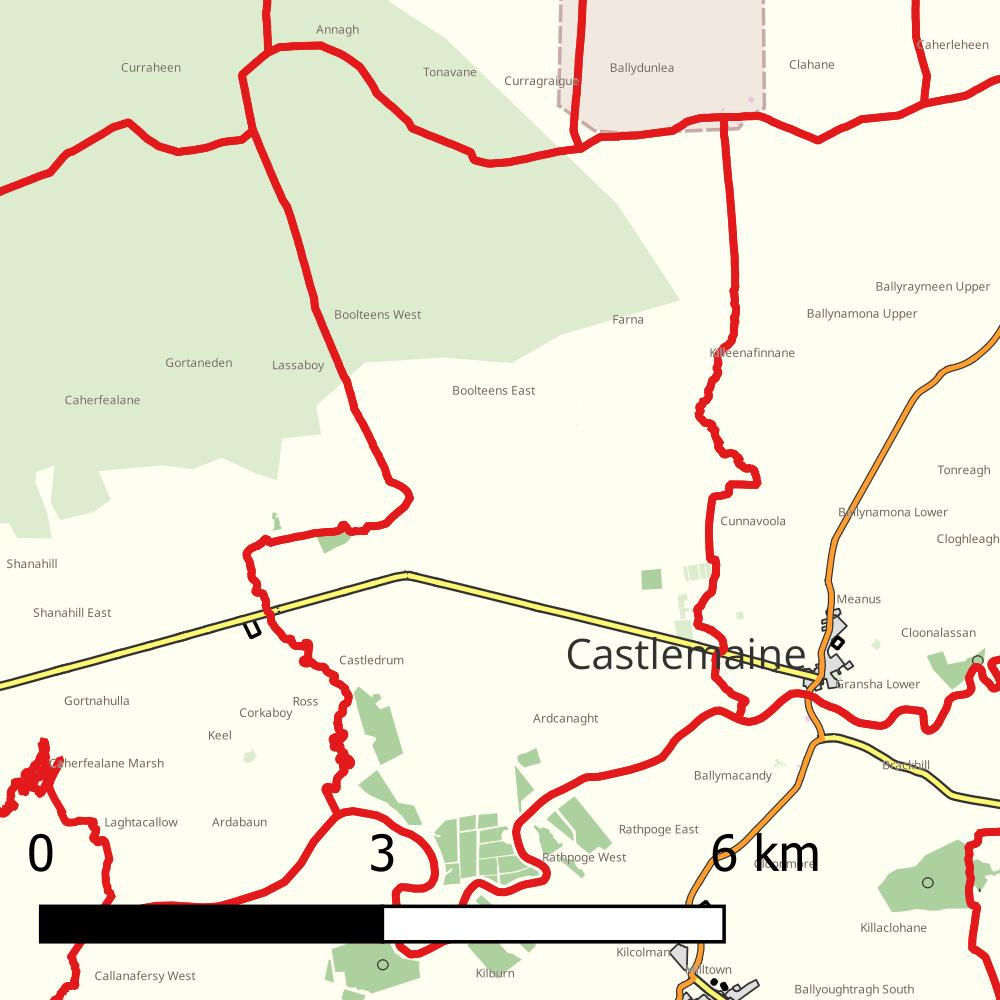 Annagh
Curraheen
Tonavane
Curragraigue
Ballydunlea
Clahane
Caherleheen
Ballyraymeen Upper
Ballynamona Upper
Boolteens West
Farna
Killeenafinnane
Gortaneden
Lassaboy
Boolteens East
Caherfealane
Tonreagh
Ballynamona Lower
Cunnavoola
Cloghleagh
Shanahill
Meanus
Shanahill East
Cloonalassan
Castlemaine
Castledrum
Gransha Lower
Gortnahulla
Ross
Corkaboy
Ardcanaght
Keel
Caherfealane Marsh
Brackhill
Ballymacandy
Laghtacallow
Ardabaun
Rathpoge East
0
3
6 km
Rathpoge West
Clonmore
Killaclohane
Kilcolman
Callanafersy West
Kilburn
Milltown
Ballyoughtragh South